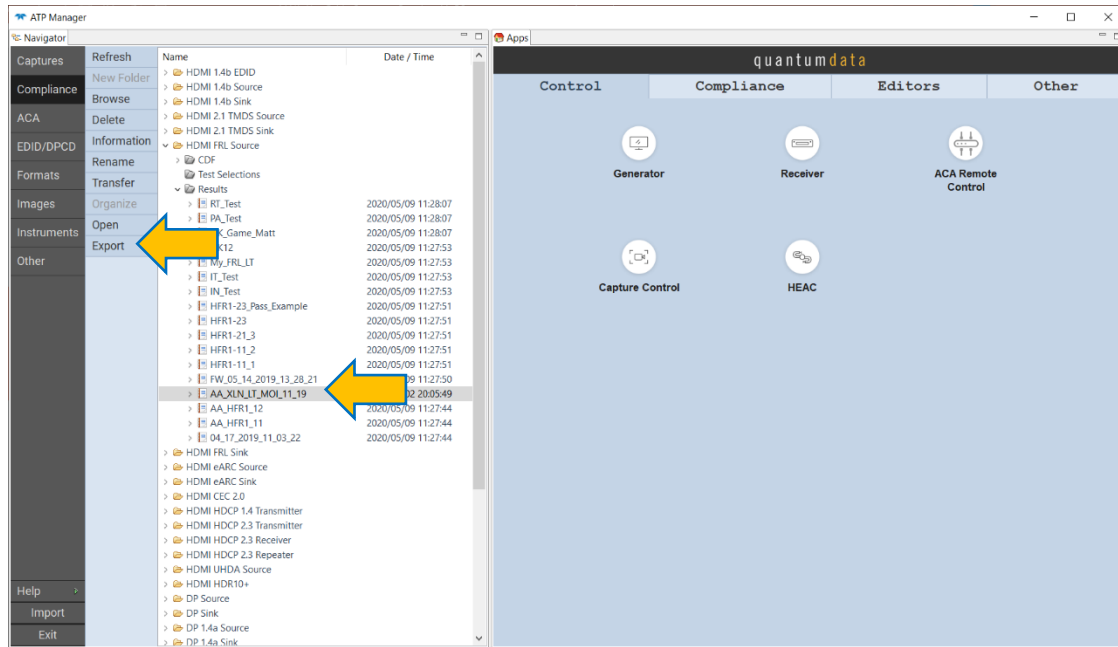 ATP Manager
Navigator
Captures
Compliance
ACA
EDID/DPCD
Formats
Images
Instruments
Other
Help
Import
Exit
Refresh
New Folder
Browse
Delete
Information
Rename
Transfer
Organize
Open
Export
Name Date / Time
HDMI 1.4b EDID
HDMI 1.4b Source
HDMI 1.4b Sink
HDMI 2.1 TMDS Source
HDMI 2.1 TMDS Sink
HDMI FRL Source
CDF
Test Selections
Results
RT_Test 2020/05/09 11:28:07
PA_Test 2020/05/09 11:28:07
_Game_Matt 2020/05/09 11:28:07
K12 2020/05/09 11:27:53
My_FRL_LT 2020/05/09 11:27:53
IT_Test 2020/05/09 11:27:53
IN_Test 2020/05/09 11:27:53
HFR1-23_Pass_Example 2020/05/09 11:27:51
HFR1-23 2020/05/09 11:27:51
HFR1-21_3 2020/05/09 11:27:51
HFR1-11_2 2020/05/09 11:27:51
HFR1-11_1 2020/05/09 11:27:51
FW_05_14_2019_13_28_21 09 11:27:50
AA_XLN_LT_MOI_11_19 02 20:05:49
AA_HFR1_12 2020/05/09 11:27:44
AA_HFR1_11 2020/05/09 11:27:44
04_17_2019_11_03_22 2020/05/09 11:27:44
HDMI FRL Sink
HDMI eARC Source
HDMI eARC Sink
HDMI CEC 2.0
HDMI HDCP 1.4 Transmitter
HDMI HDCP 2.3 Transmitter
HDMI HDCP 2.3 Receiver
HDMI HDCP 2.3 Repeater
HDMI UHDA Source
HDMI HDR10+
DP Source
DP Sink
DP 1.4a Source
DP 1.4a Sink
Apps
quantumdata
Control Compliance Editors Other
Generator
Receiver
ACA Remote
Control
Capture Control
HEAC